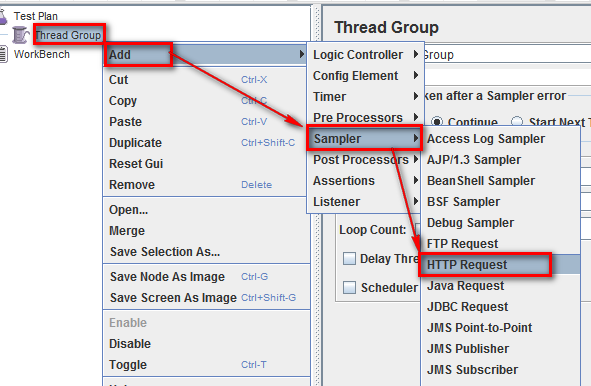 Test Plan
Thread Group
WorkBench
Add
Cut Ctrl-X
Copy Ctrl-C
Paste Ctrl-V
Duplicate Ctrl+Shift-C
Reset Gui
Remove Delete
Open...
Merge
Save Selection As...
Save Node As Image Ctrl-G
Save Screen As Image Ctrl+Shift-G
Enable
Disable
Toggle Ctrl-T
Logic Controller
Config Element
Timer
Pre Processors
Sampler
Post Processors
Assertions
Listener
Thread Group
Group
ken after a Sampler error
Continue Start Next T
Loop Count:
Delay Thre
Scheduler
Access Log Sampler
AJP/1.3 Sampler
BeanShell Sampler
BSF Sampler
Debug Sampler
FTP Request
HTTP Request
Java Request
JDBC Request
JMS Point-to-Point
JMS Publisher
JMS Subscriber